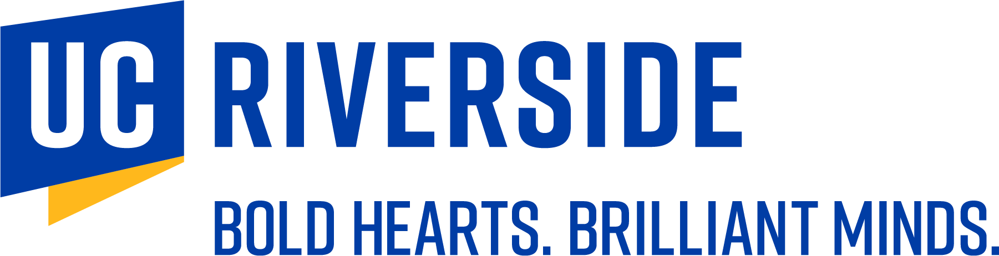 UC RIVERSIDE
BOLD HEARTS. BRILLIANT MINDS.